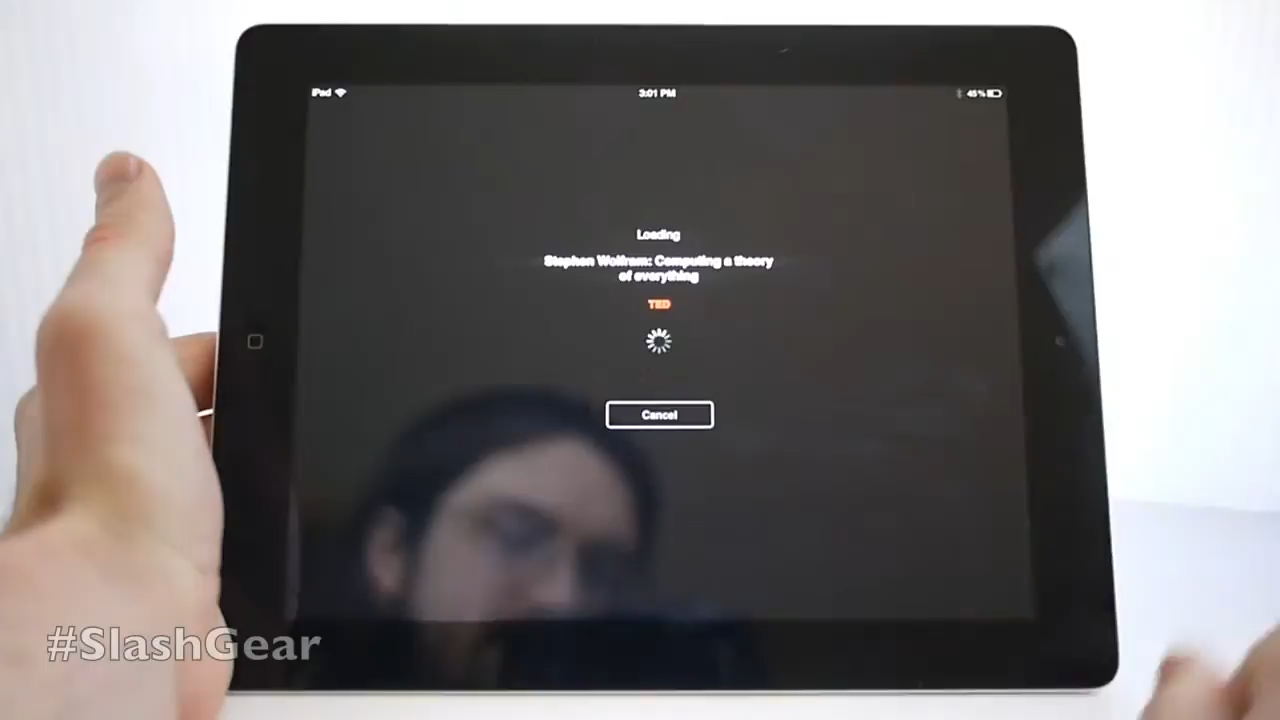 iPad
3:01 PM
45%
Loading
Stephen Wolfram: Computing a theory
of everything
TED
Cancel
#SlashGear